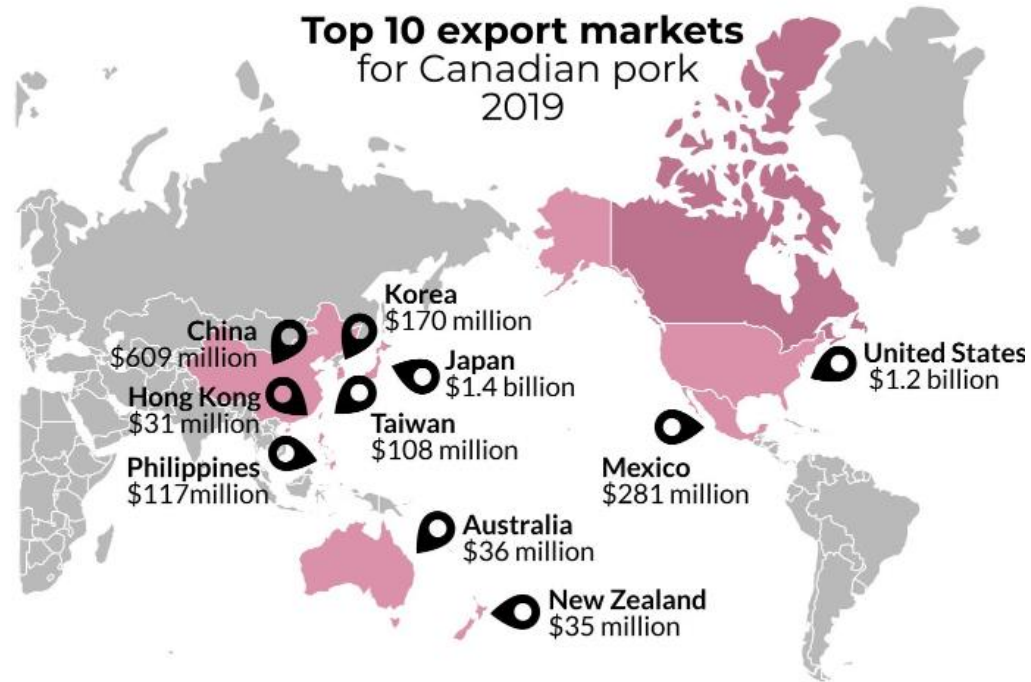 Top 10 export markets
for Canadian pork
2019
Korea
$170 million
China
$609 million
Japan
$1.4 billion
United States
$1.2 billion
Hong Kong
$31 million
Taiwan
$108 million
Philippines
$117million
Mexico
$281 million
Australia
$36 million
New Zealand
$35 million